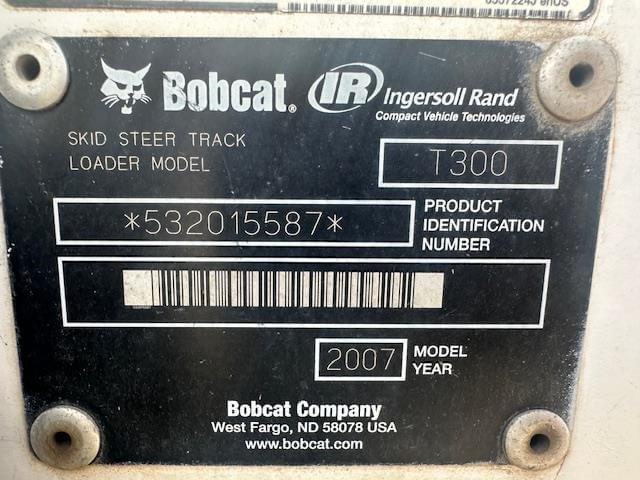 Bobcat® IR Ingersoll Rand
Compact Vehicle Technologies
SKID STEER TRACK
LOADER MODEL
T300
*532015587*
PRODUCT
IDENTIFICATION
NUMBER
2007
MODEL
YEAR
Bobcat Company
West Fargo, ND 58078 USA
www.bobcat.com